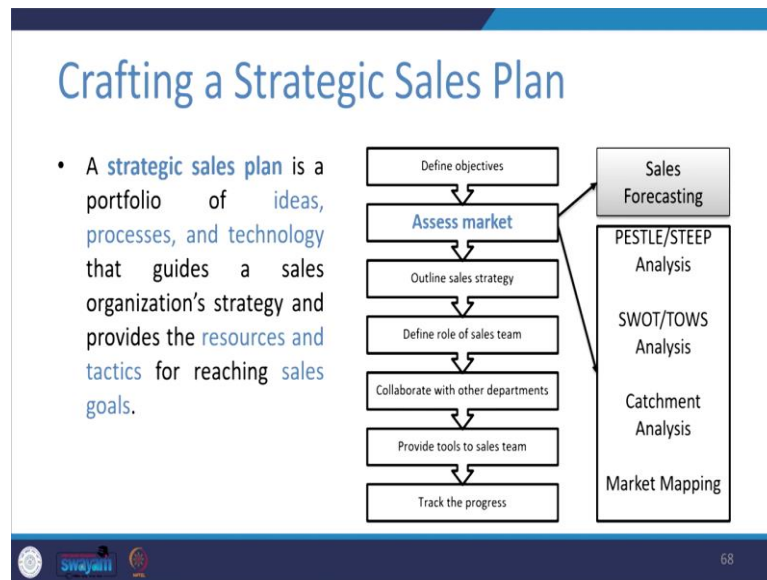 Crafting a Strategic Sales Plan
• A strategic sales plan is a
portfolio of ideas,
processes, and technology
that guides a sales
organization's strategy and
provides the resources and
tactics for reaching sales
goals.
Define objectives
Assess market
Outline sales strategy
Define role of sales team
Collaborate with other departments
Provide tools to sales team
Track the progress
Sales
Forecasting
PESTLE/STEEP
Analysis
SWOT/TOWS
Analysis
Catchment
Analysis
Market Mapping
swayam
68